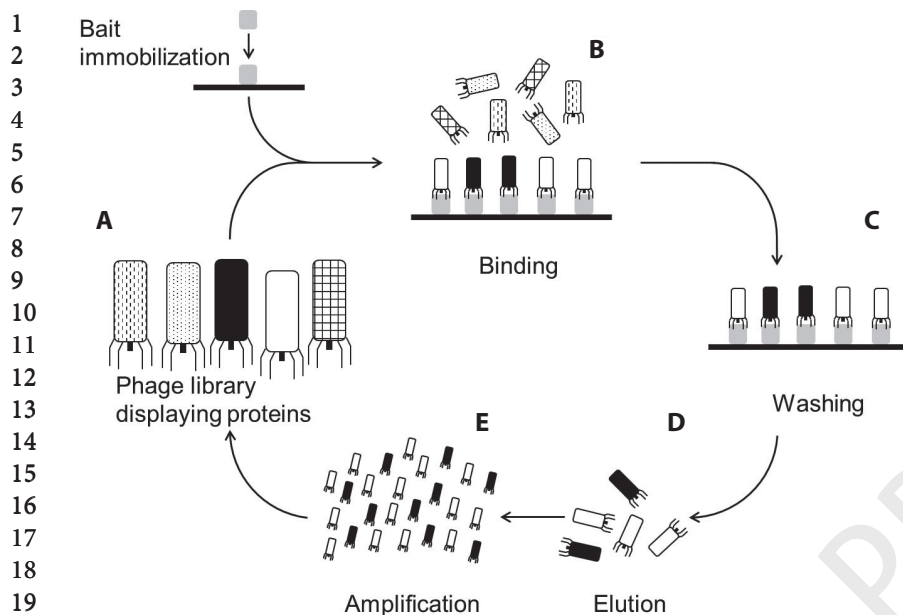 1
2
3
4
5
6
7
8
9
10
11
12
13
14
15
16
17
18
19
Bait
immobilization
B
A
C
Binding
Phage library
displaying proteins
Washing
E
D
Amplification
Elution